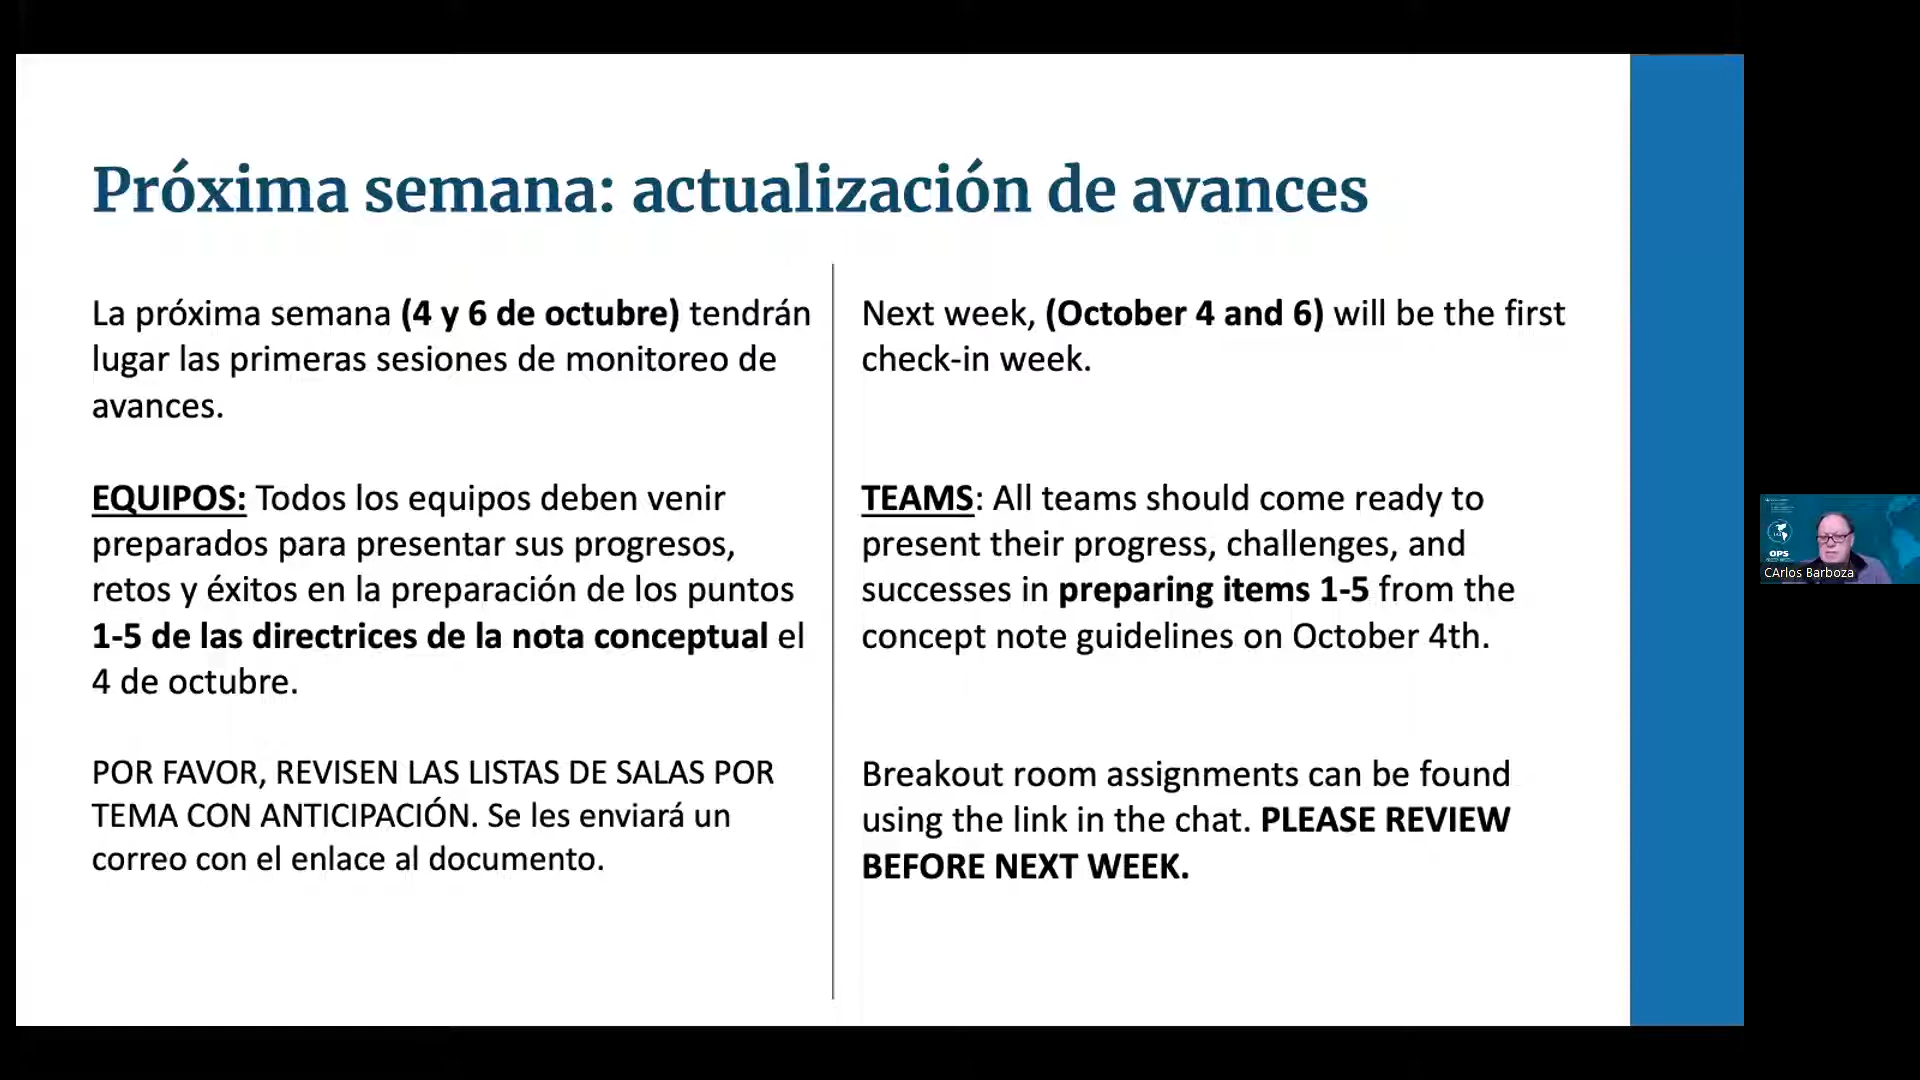 Próxima semana: actualización de avances
La próxima semana (4 y 6 de octubre) tendrán
lugar las primeras sesiones de monitoreo de
avances.
EQUIPOS: Todos los equipos deben venir
preparados para presentar sus progresos,
retos y éxitos en la preparación de los puntos
1-5 de las directrices de la nota conceptual el
4 de octubre.
POR FAVOR, REVISEN LAS LISTAS DE SALAS POR
TEMA CON ANTICIPACIÓN. Se les enviará un
correo con el enlace al documento.
Next week, (October 4 and 6) will be the first
check-in week.
TEAMS: All teams should come ready to
present their progress, challenges, and
successes in preparing items 1-5 from the
concept note guidelines on October 4th.
Breakout room assignments can be found
using the link in the chat. PLEASE REVIEW
BEFORE NEXT WEEK.
OPS
CArlos Barboza